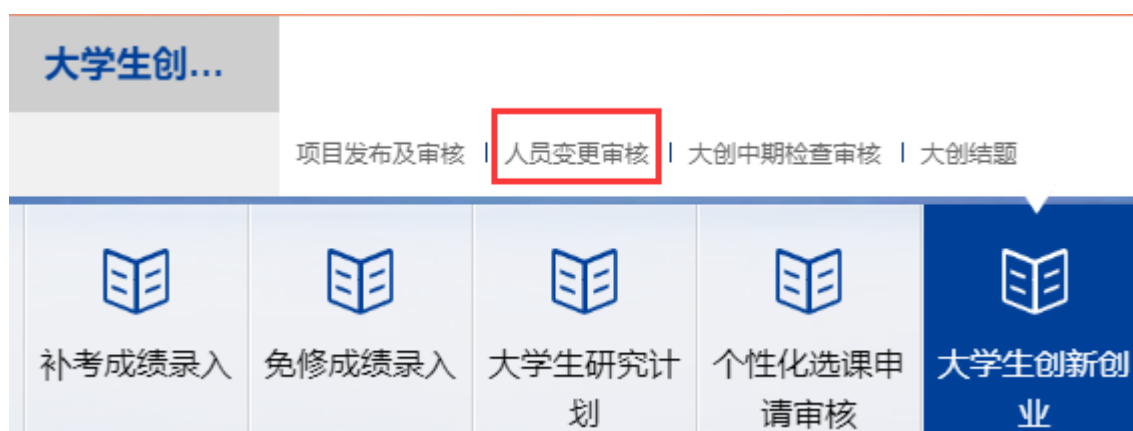 大学生创...
项目发布及审核 | 人员变更审核 | 大创中期检查审核 | 大创结题
补考成绩录入
免修成绩录入
大学生研究计
划
个性化选课申
请审核
大学生创新创
业